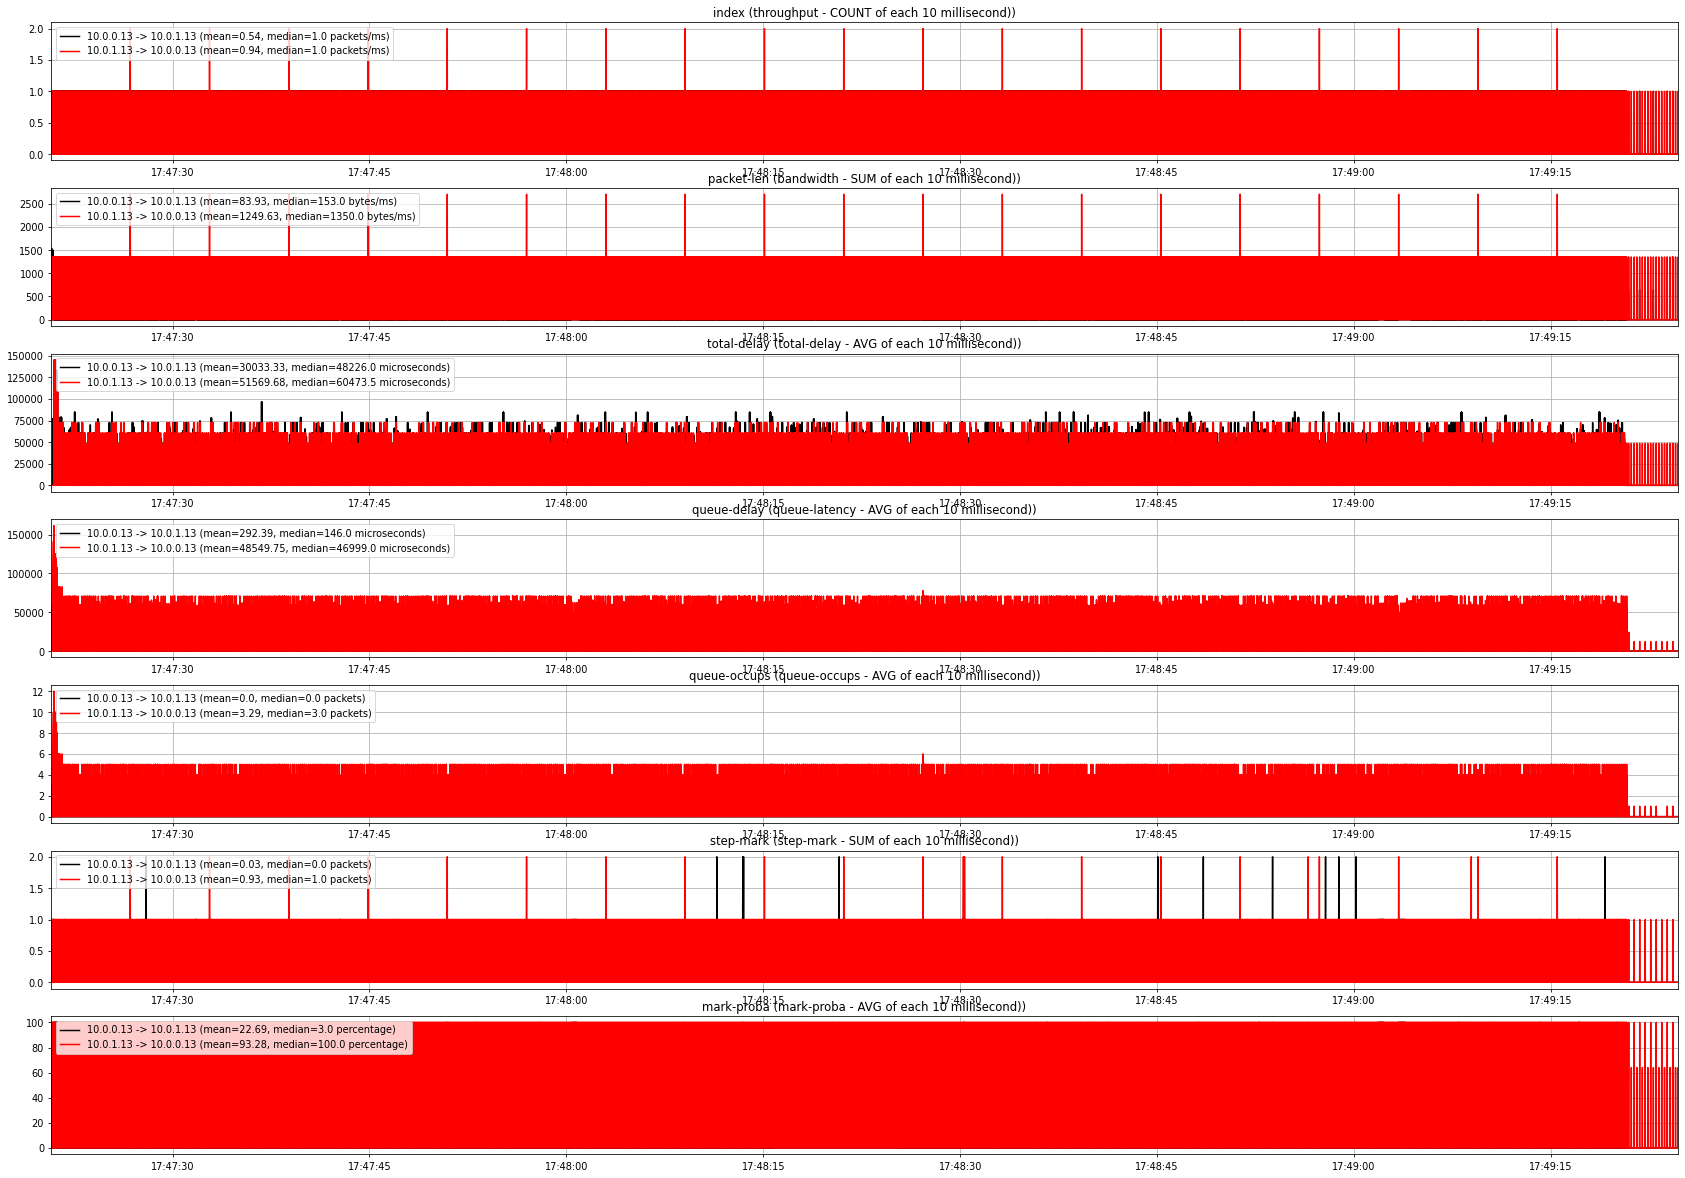 index (throughput - COUNT of each 10 millisecond))
2.0
1.5
1.0
0.5
0.0
10.0.0.13 -> 10.0.1.13 (mean=0.54, median=1.0 packets/ms)
10.0.1.13 -> 10.0.0.13 (mean=0.94, median=1.0 packets/ms)
17:47:30 17:47:45 17:48:00 17:48:15 17:48:30 17:48:45 17:49:00 17:49:15
packet-len (bandwidth - SUM of each 10 millisecond))
2500
2000
1500
1000
500
0
10.0.0.13 -> 10.0.1.13 (mean=83.93, median=153.0 bytes/ms)
10.0.1.13 -> 10.0.0.13 (mean=1249.63, median=1350.0 bytes/ms)
17:47:30 17:47:45 17:48:00 17:48:15 17:48:30 17:48:45 17:49:00 17:49:15
total-delay (total-delay - AVG of each 10 millisecond))
150000
125000
100000
75000
50000
25000
0
10.0.0.13 -> 10.0.1.13 (mean=30033.33, median=48226.0 microseconds)
10.0.1.13 -> 10.0.0.13 (mean=51569.68, median=60473.5 microseconds)
17:47:30 17:47:45 17:48:00 17:48:15 17:48:30 17:48:45 17:49:00 17:49:15
queue-delay (queue-latency - AVG of each 10 millisecond))
150000
100000
50000
0
10.0.0.13 -> 10.0.1.13 (mean=292.39, median=146.0 microseconds)
10.0.1.13 -> 10.0.0.13 (mean=48549.75, median=46999.0 microseconds)
17:47:30 17:47:45 17:48:00 17:48:15 17:48:30 17:48:45 17:49:00 17:49:15
queue-occups (queue-occups - AVG of each 10 millisecond))
12
10
8
6
4
2
0
10.0.0.13 -> 10.0.1.13 (mean=0.0, median=0.0 packets)
10.0.1.13 -> 10.0.0.13 (mean=3.29, median=3.0 packets)
17:47:30 17:47:45 17:48:00 17:48:15 17:48:30 17:48:45 17:49:00 17:49:15
step-mark (step-mark - SUM of each 10 millisecond))
2.0
1.5
1.0
0.5
0.0
10.0.0.13 -> 10.0.1.13 (mean=0.03, median=0.0 packets)
10.0.1.13 -> 10.0.0.13 (mean=0.93, median=1.0 packets)
17:47:30 17:47:45 17:48:00 17:48:15 17:48:30 17:48:45 17:49:00 17:49:15
mark-proba (mark-proba - AVG of each 10 millisecond))
100
80
60
40
20
0
10.0.0.13 -> 10.0.1.13 (mean=22.69, median=3.0 percentage)
10.0.1.13 -> 10.0.0.13 (mean=93.28, median=100.0 percentage)
17:47:30 17:47:45 17:48:00 17:48:15 17:48:30 17:48:45 17:49:00 17:49:15